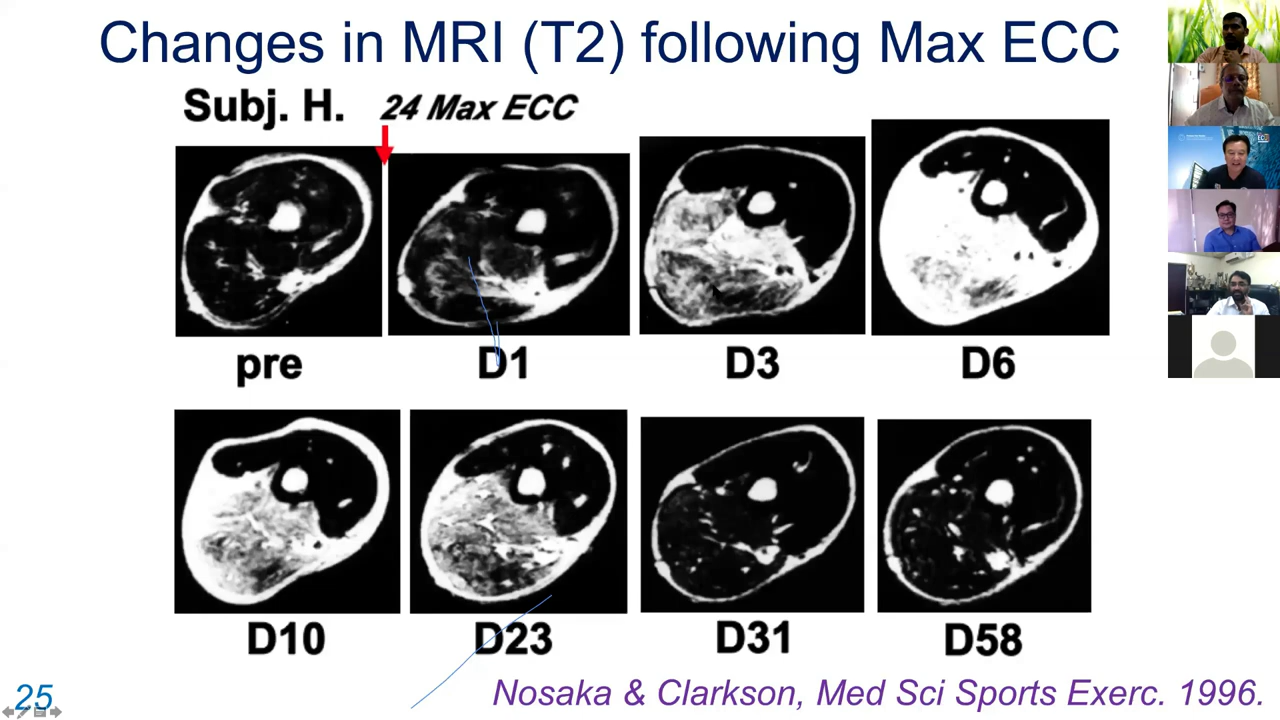 Changes in MRI (T2) following Max ECC
Subj. H.
24 Max ECC
pre
D1
D3
D6
D10
D23
D31
D58
25
Nosaka & Clarkson, Med Sci Sports Exerc. 1996.